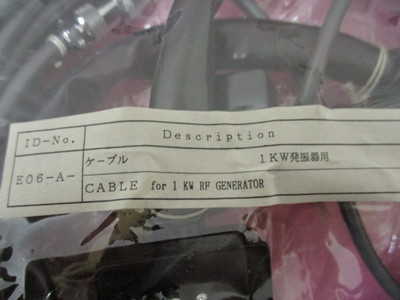 ID-No. Description
ケーブル 1KW発振器用
E06-A-
CABLE for 1 KW RF GENERATOR